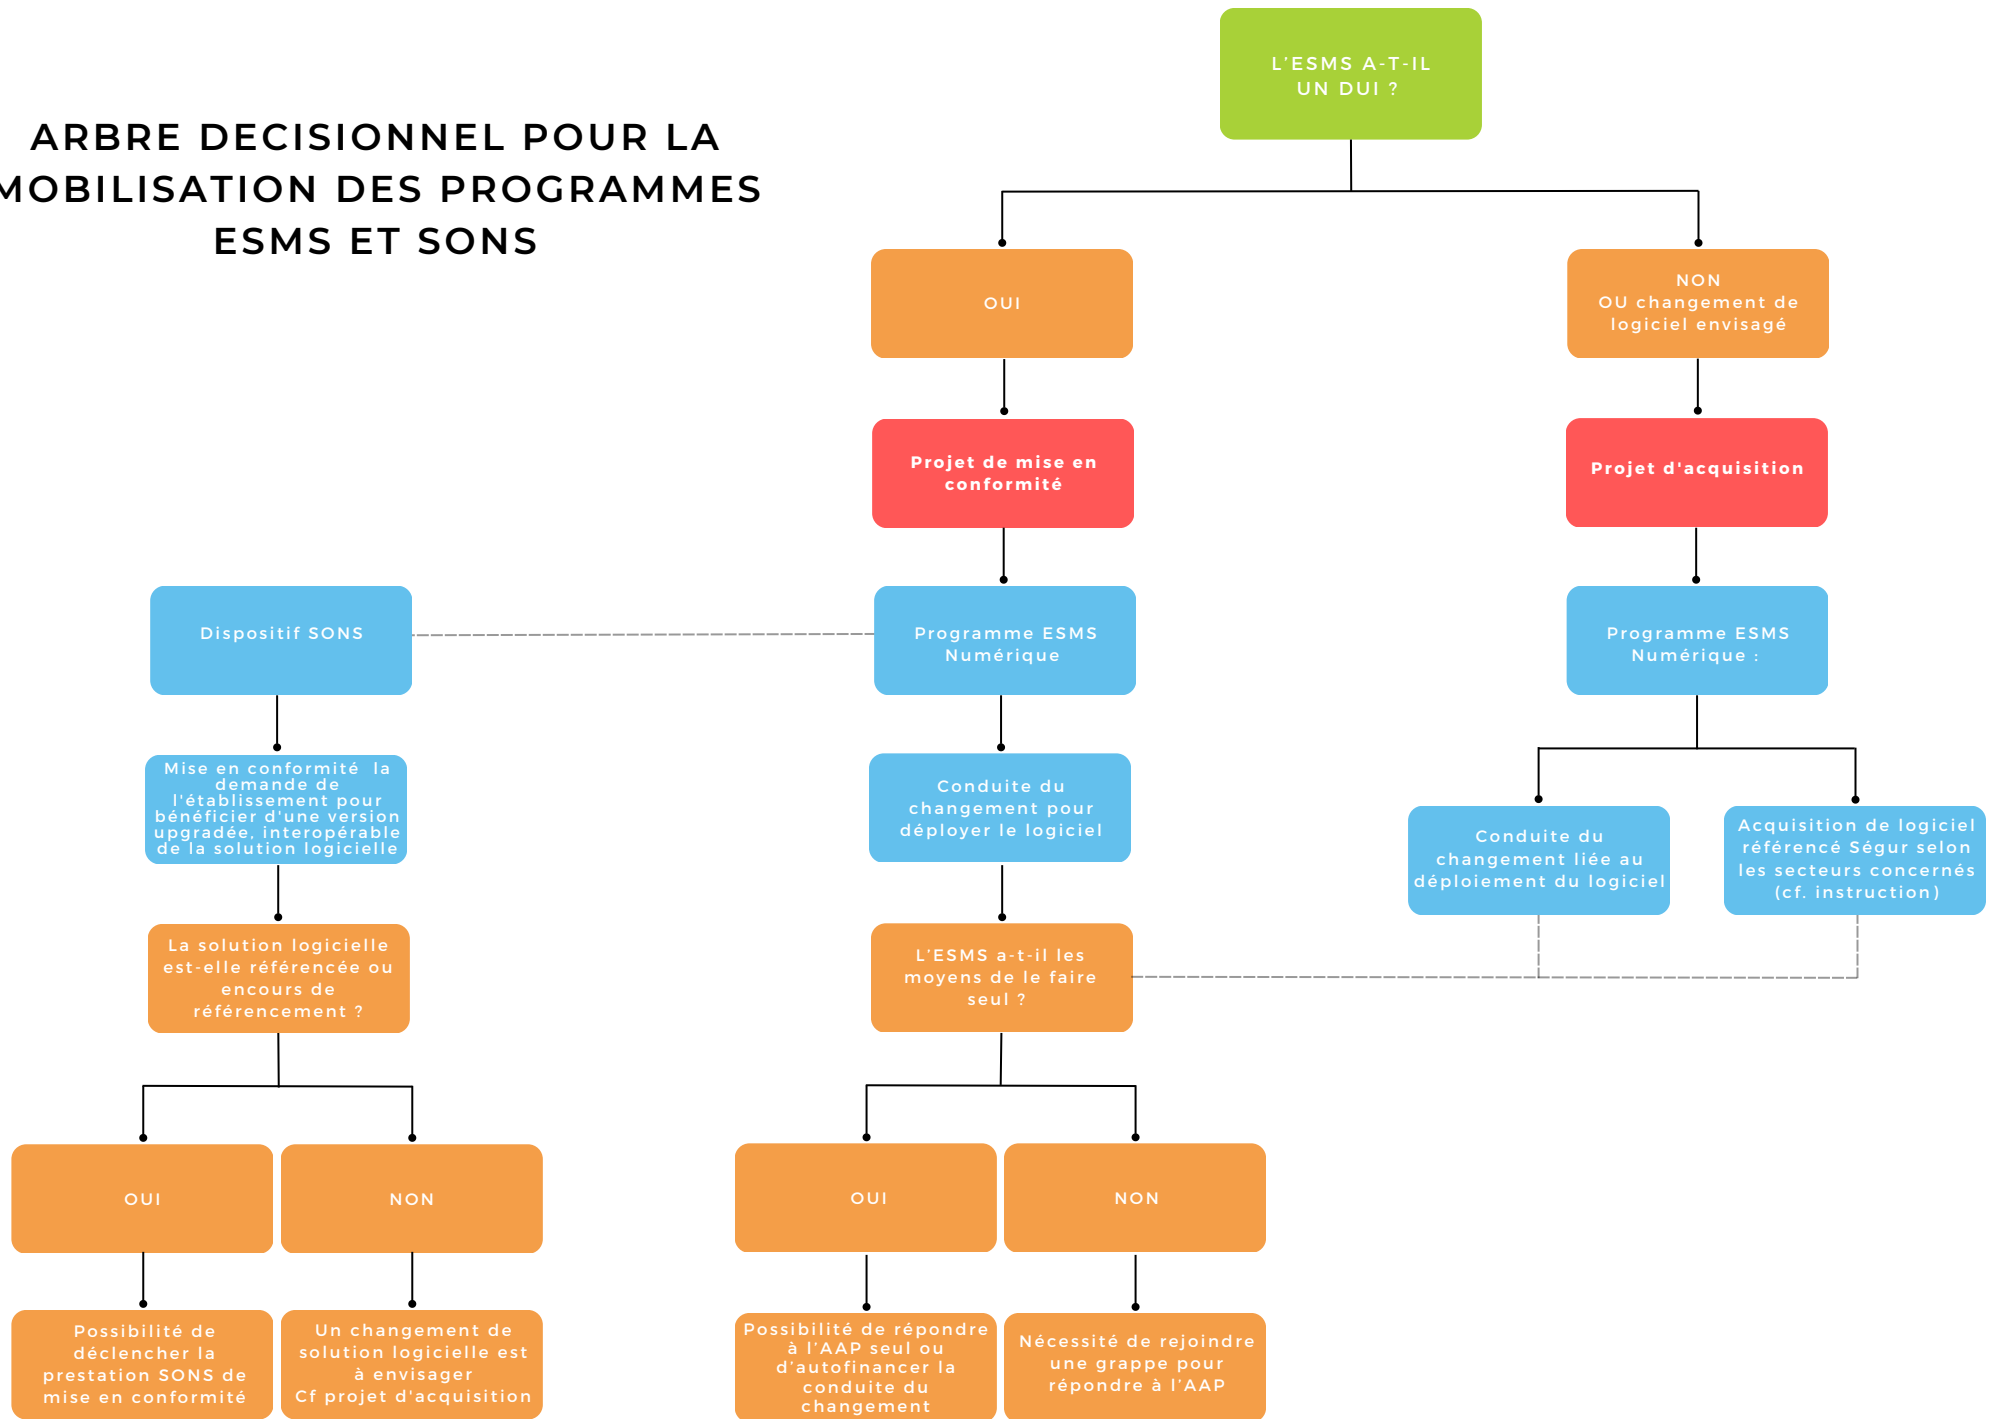 ARBRE DECISIONNEL POUR LA
MOBILISATION DES PROGRAMMES
ESMS ET SONS
L'ESMS A-T-IL
UN DUI ?
OUI
NON
OU changement de
logiciel envisagé
Projet de mise en
conformité
Projet d'acquisition
Dispositif SONS
Programme ESMS
Numérique
Programme ESMS
Numérique :
Mise en conformité la
demande de
l'établissement pour
bénéficier d'une version
upgradée, interopérable
de la solution logicielle
Conduite du
changement pour
déployer le logiciel
Conduite du
changement liée au
déploiement du logiciel
Acquisition de logiciel
référencé Ségur selon
les secteurs concernés
(cf. instruction)
La solution logicielle
est-elle référencée ou
encours de
référencement ?
L'ESMS a-t-il les
moyens de le faire
seul ?
OUI
NON
OUI
NON
Possibilité de
déclencher la
prestation SONS de
mise en conformité
Un changement de
solution logicielle est
à envisager
Cf projet d'acquisition
Possibilité de répondre
à l'AAP seul ou
d'autofinancer la
conduite du
changement
Nécessité de rejoindre
une grappe pour
répondre à l'AAP